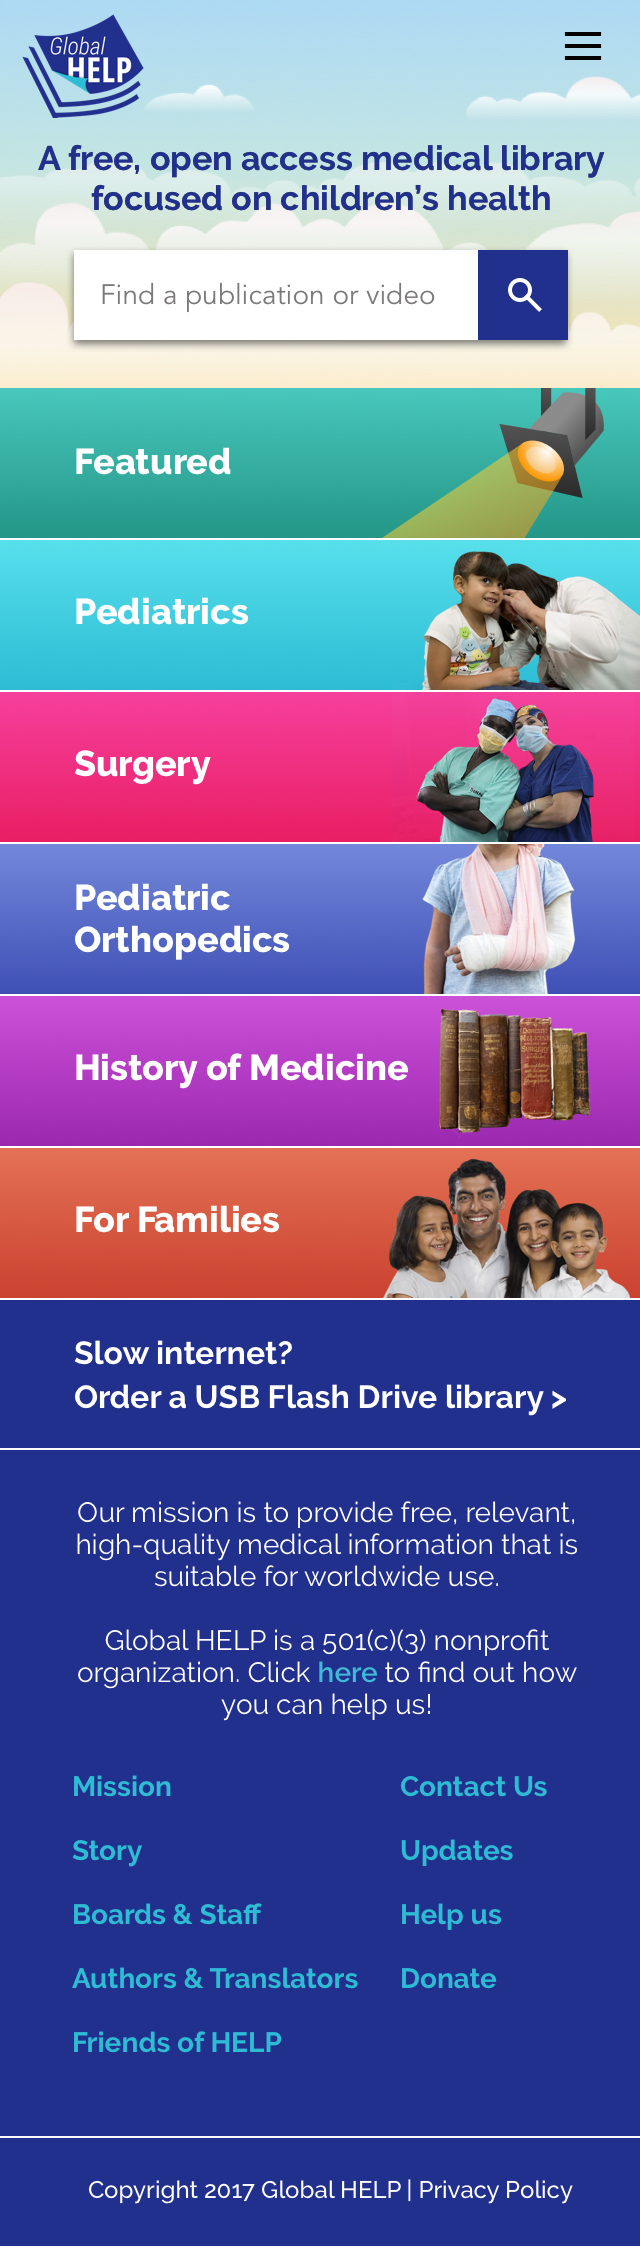 Global
HELP
A free, open access medical library
focused on children's health
Find a publication or video
Featured
Pediatrics
Surgery
Pediatric
Orthopedics
History of Medicine
For Families
Slow internet?
Order a USB Flash Drive library >
Our mission is to provide free, relevant,
high-quality medical information that is
suitable for worldwide use.
Global HELP is a 501(c)(3) nonprofit
organization. Click here to find out how
you can help us!
Mission
Contact Us
Story
Updates
Boards & Staff
Help us
Authors & Translators
Donate
Friends of HELP
Copyright 2017 Global HELP | Privacy Policy